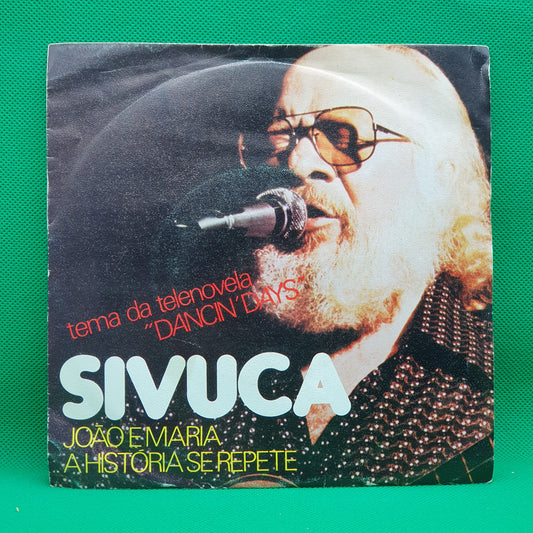 tema da telenovela
"DANCIN' DAYS"
SIVUCA
JOÃO E MARIA
A HISTÓRIA SE REPETE